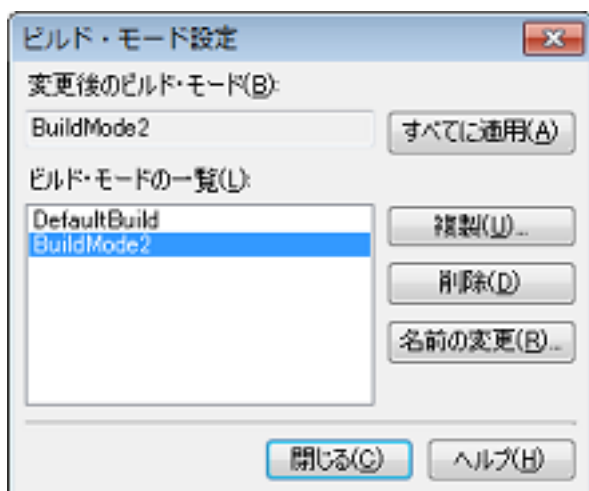 ビルド・モード設定
変更後のビルド・モード(B):
BuildMode2
すべてに適用(A)
ビルド・モードの一覧(L):
DefaultBuild
BuildMode2
複製(U)...
削除(D)
名前の変更(R)...
閉じる(C)
ヘルプ(H)